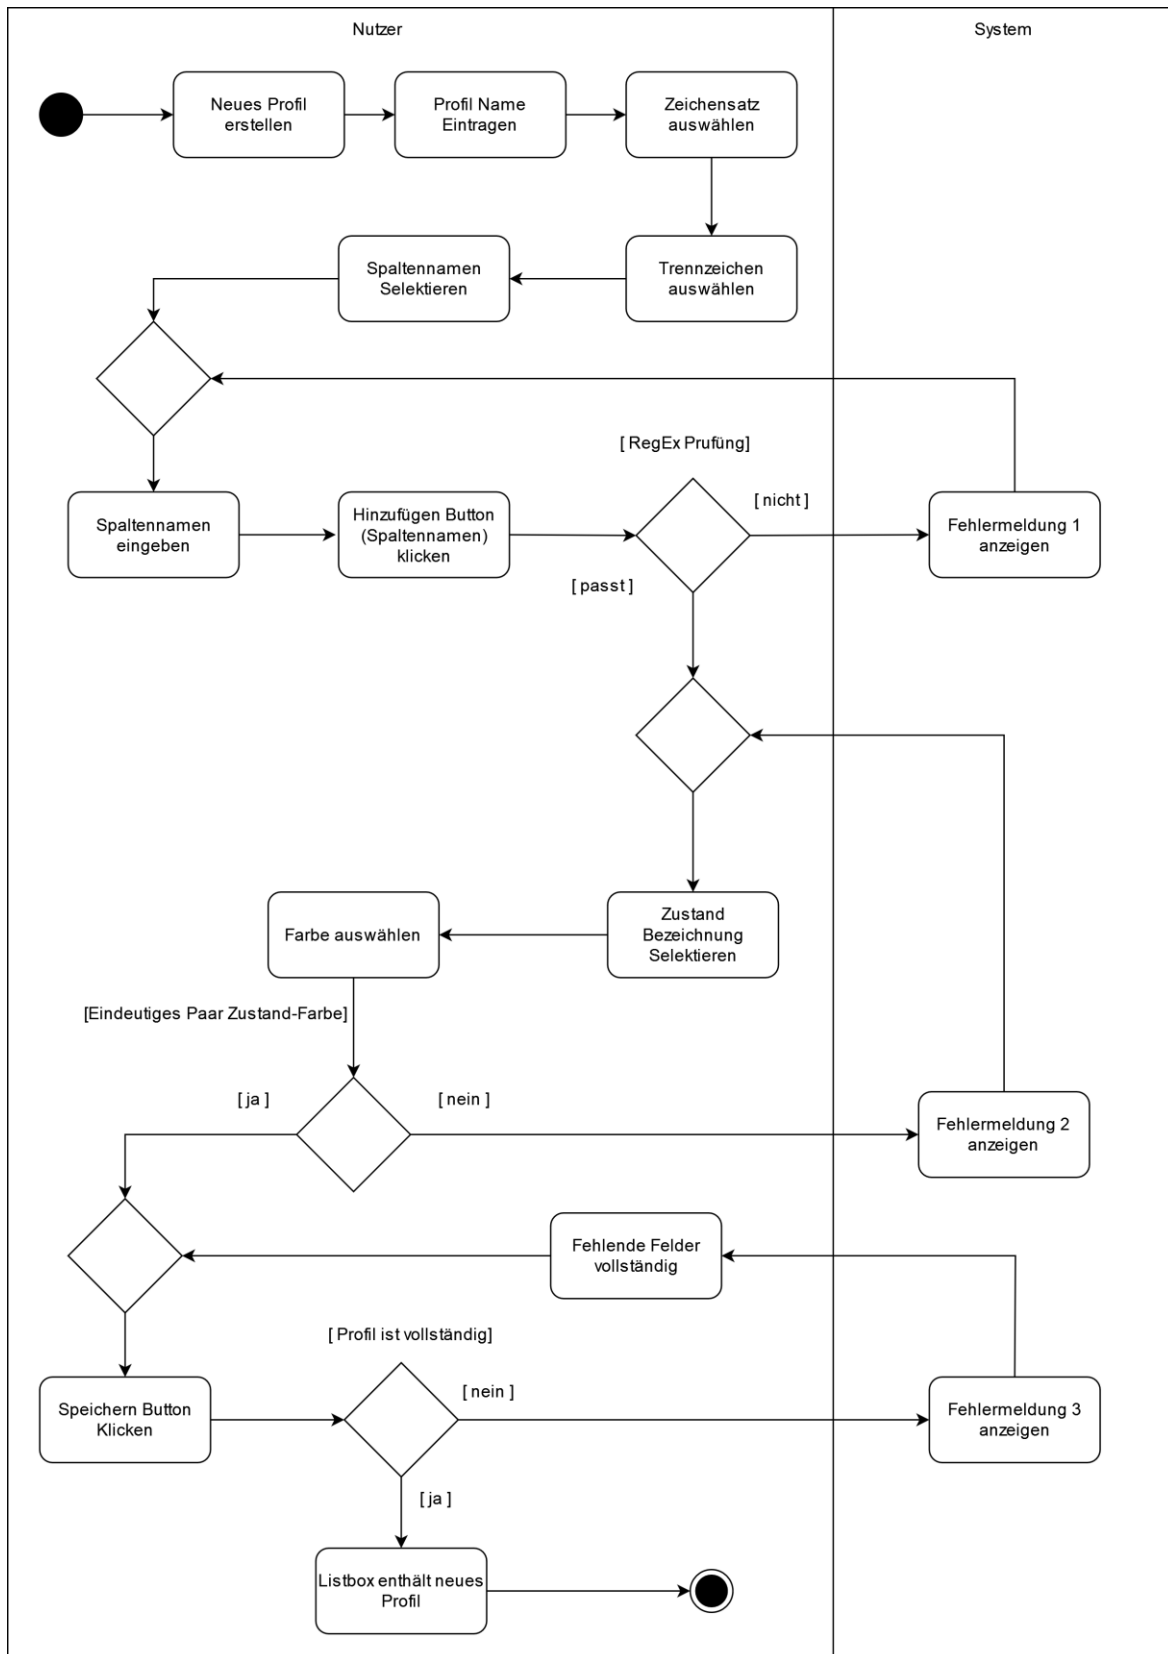 Nutzer
System
Neues Profil
erstellen
Profil Name
Eintragen
Zeichensatz
auswählen
Spaltennamen
Selektieren
Trennzeichen
auswählen
[ RegEx Prufüng]
[ nicht ]
Spaltennamen
eingeben
Hinzufügen Button
(Spaltennamen)
klicken
Fehlermeldung 1
anzeigen
[ passt ]
Farbe auswählen
Zustand
Bezeichnung
Selektieren
[Eindeutiges Paar Zustand-Farbe]
[ ja ]
[ nein ]
Fehlermeldung 2
anzeigen
Fehlende Felder
vollständig
[ Profil ist vollständig]
[ nein ]
Speichern Button
Klicken
Fehlermeldung 3
anzeigen
[ ja ]
Listbox enthält neues
Profil